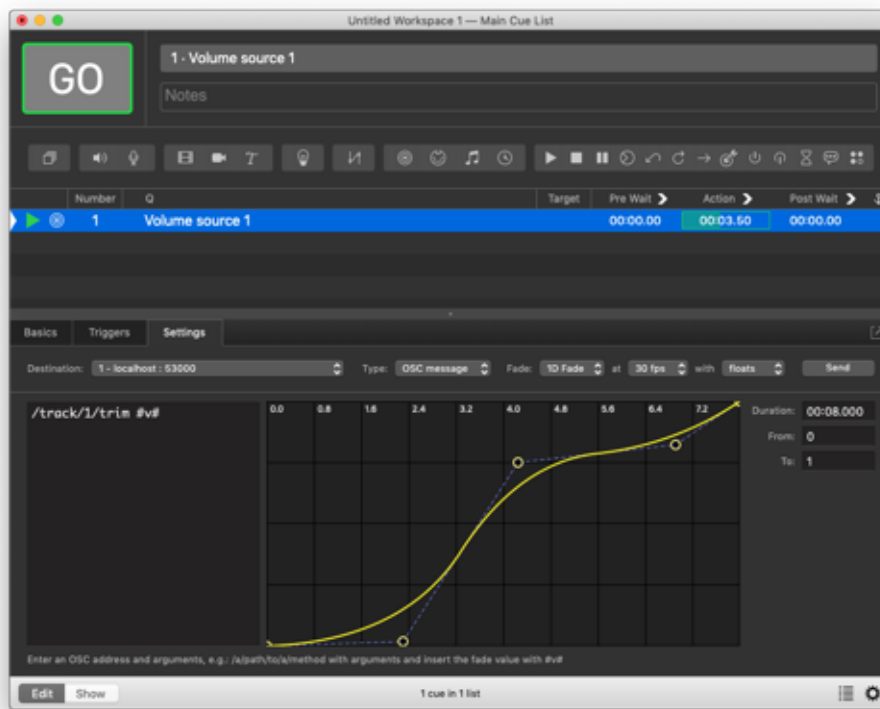 Untitled Workspace 1 — Main Cue List
GO
1 · Volume source 1
Notes
Number Q Target Pre Wait Action Post Wait
1 Volume source 1 00:00.00 00:03.50 00:00.00
Basics Triggers Settings
Destination: 1 - localhost : 53000 Type: OSC message Fade: 1D Fade at 30 fps with floats Send
/track/1/trim #v#
0.0 0.8 1.6 2.4 3.2 4.0 4.8 5.6 6.4 7.2
Duration: 00:08.000
From: 0
To: 1
Enter an OSC address and arguments, e.g.: /a/path/to/a/method with arguments and insert the fade value with #v#
Edit Show 1 cue in 1 list